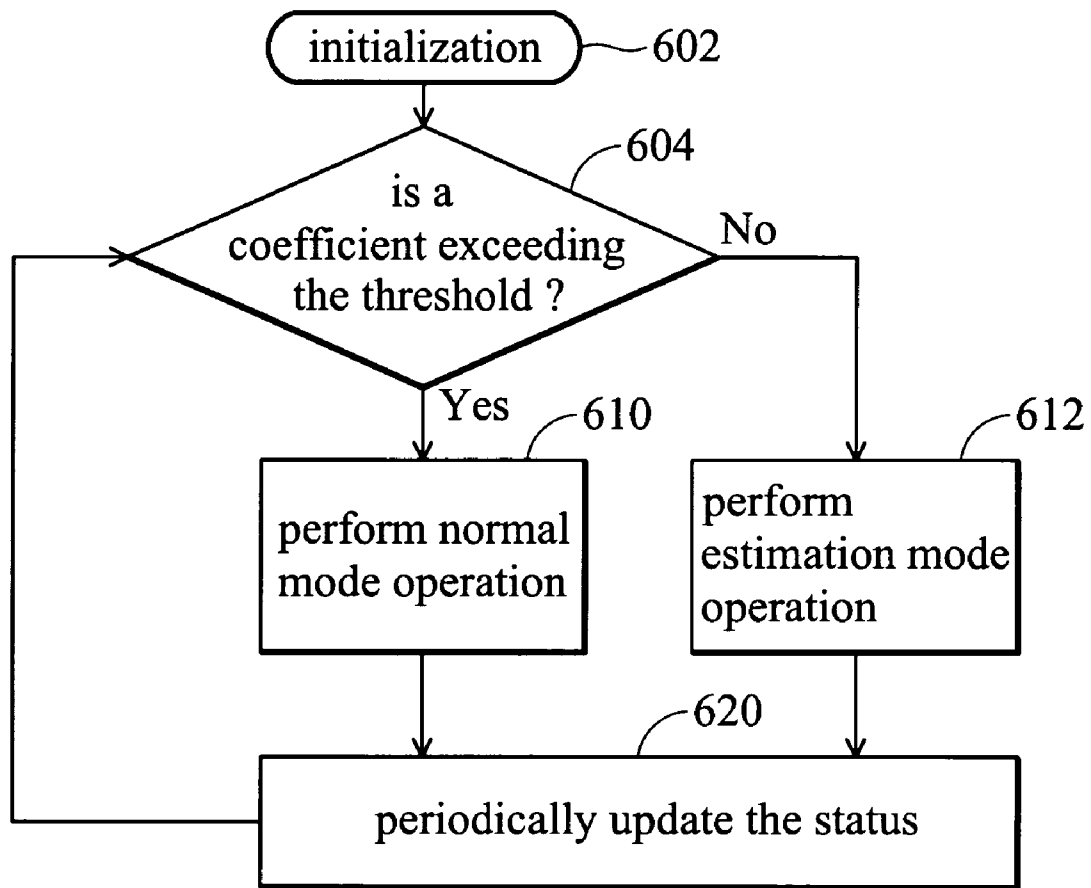 initialization
602
604
is a
coefficient exceeding
the threshold ?
No
Yes
610
612
perform normal
mode operation
perform
estimation mode
operation
620
periodically update the status